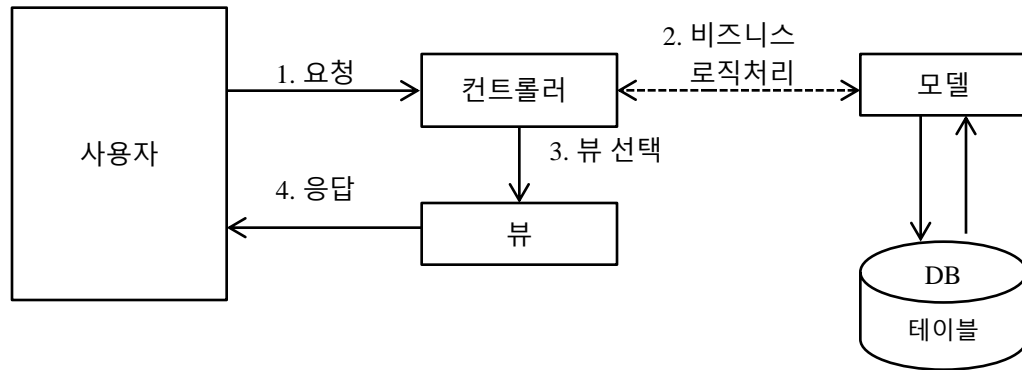 2. 비즈니스
로직처리
1. 요청
컨트롤러
모델
사용자
3. 뷰 선택
4. 응답
뷰
DB
테이블